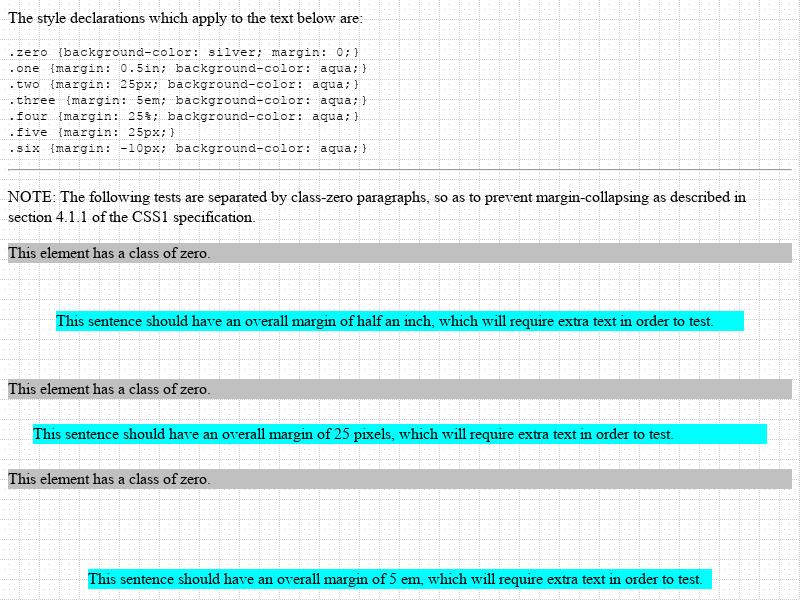 The style declarations which apply to the text below are:
.zero {background-color: silver; margin: 0;}
.one {margin: 0.5in; background-color: aqua;}
.two {margin: 25px; background-color: aqua;}
.three {margin: 5em; background-color: aqua;}
.four {margin: 25%; background-color: aqua;}
.five {margin: 25px;}
.six {margin: -10px; background-color: aqua;}
NOTE: The following tests are separated by class-zero paragraphs, so as to prevent margin-collapsing as described in
section 4.1.1 of the CSS1 specification.
This element has a class of zero.
This sentence should have an overall margin of half an inch, which will require extra text in order to test.
This element has a class of zero.
This sentence should have an overall margin of 25 pixels, which will require extra text in order to test.
This element has a class of zero.
This sentence should have an overall margin of 5 em, which will require extra text in order to test.